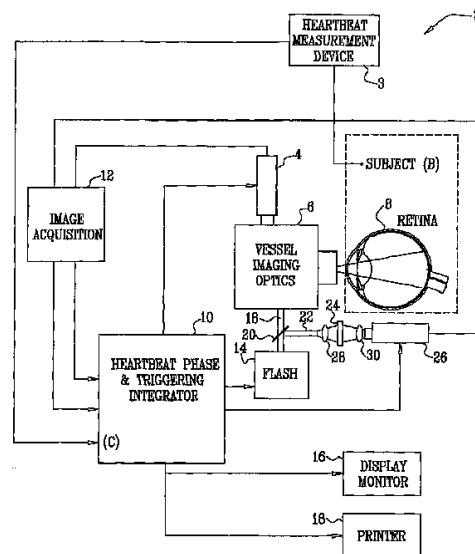 HEARTBEAT
MEASUREMENT
DEVICE
3
4
12
6
8
SUBJECT (B)
RETINA
IMAGE
ACQUISITION
VESSEL
IMAGING
OPTICS
10
18
22
24
20
14
28
30
26
HEARTBEAT PHASE
& TRIGGERING
INTEGRATOR
FLASH
(C)
16
DISPLAY
MONITOR
18
PRINTER